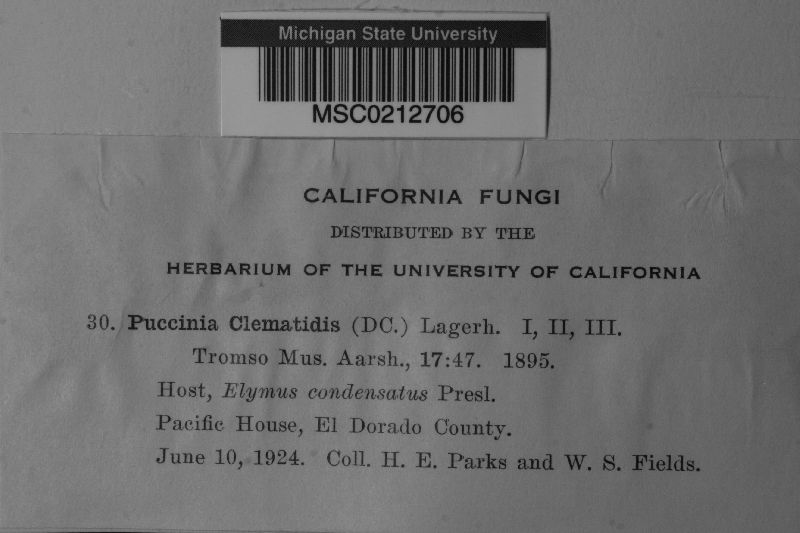 Michigan State University
MSC0212706
CALIFORNIA FUNGI
DISTRIBUTED BY THE
HERBARIUM OF THE UNIVERSITY OF CALIFORNIA
30. Puccinia Clematidis (DC.) Lagerh. I, II, III.
Tromso Mus. Aarsh., 17:47. 1895.
Host, Elymus condensatus Presl.
Pacific House, El Dorado County.
June 10, 1924. Coll. H. E. Parks and W. S. Fields.